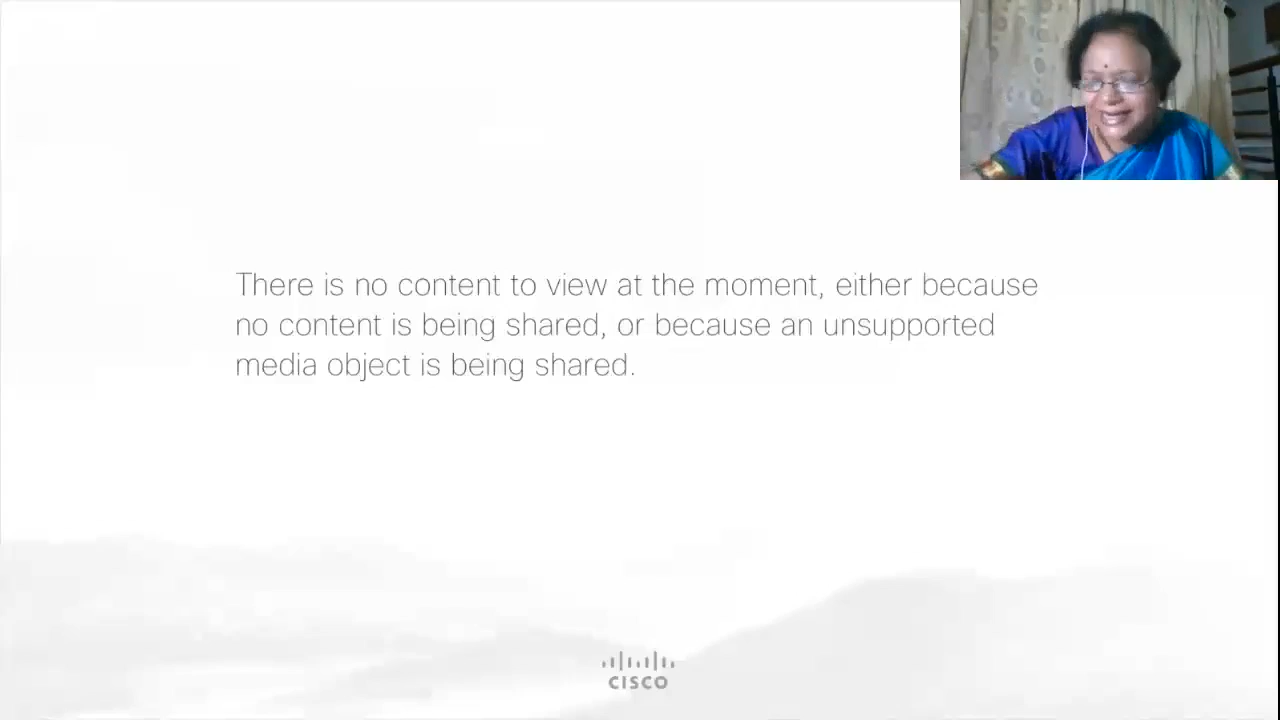 There is no content to view at the moment, either because
no content is being shared, or because an unsupported
media object is being shared.
CISCO